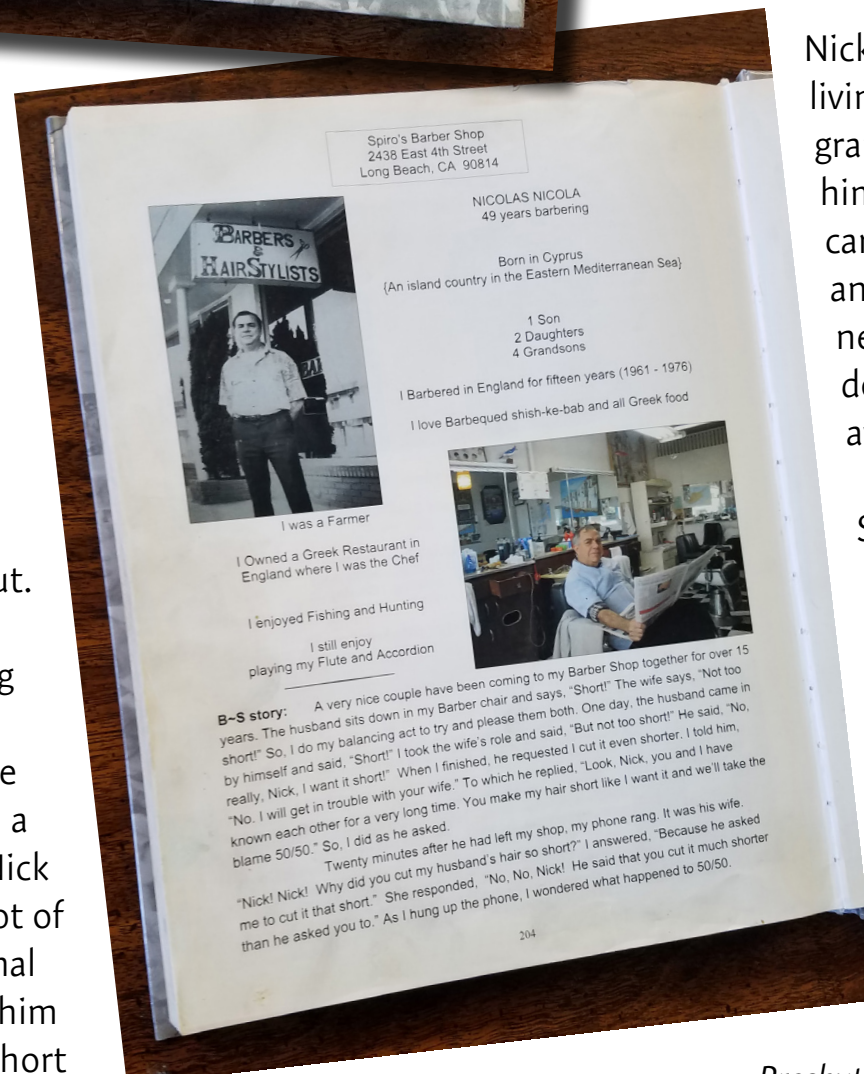 Spiro's Barber Shop
2438 East 4th Street
Long Beach, CA 90814
NICOLAS NICOLA
49 years barbering
Born in Cyprus
{An island country in the Eastern Mediterranean Sea}
1 Son
2 Daughters
4 Grandsons
I Barbered in England for fifteen years (1961 - 1976)
I love Barbequed shish-ke-bab and all Greek food
BARBERS
HAIRSTYLISTS
BAR
I was a Farmer
I Owned a Greek Restaurant in
England where I was the Chef
I enjoyed Fishing and Hunting
I still enjoy
playing my Flute and Accordion
B~S story: A very nice couple have been coming to my Barber Shop together for over 15
years. The husband sits down in my Barber chair and says, "Short!" The wife says, "Not too
short!" So, I do my balancing act to try and please them both. One day, the husband came in
by himself and said, "Short!" I took the wife's role and said, "But not too short!" He said, "No,
really, Nick, I want it short!" When I finished, he requested I cut it even shorter. I told him,
"No. I will get in trouble with your wife." To which he replied, "Look, Nick, you and I have
known each other for a very long time. You make my hair short like I want it and we'll take the
blame 50/50." So, I did as he asked.
Twenty minutes after he had left my shop, my phone rang. It was his wife.
"Nick! Nick! Why did you cut my husband's hair so short?" I answered, "Because he asked
me to cut it that short." She responded, "No, No, Nick! He said that you cut it much shorter
than he asked you to." As I hung up the phone, I wondered what happened to 50/50.
204
Nick
him
a
him